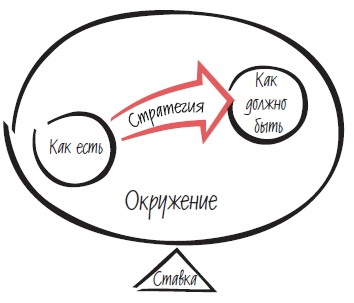 Как есть
Стратегия
Как
должно
быть
Окружение
Ставка